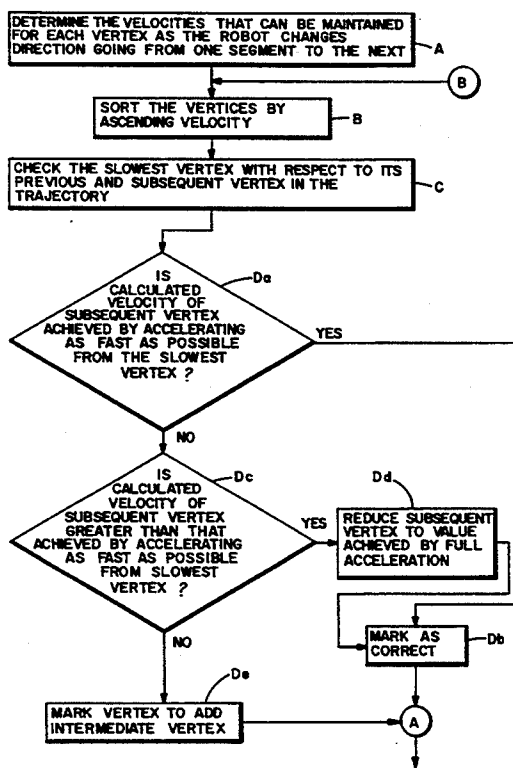 DETERMINE THE VELOCITIES THAT CAN BE MAINTAINED
FOR EACH VERTEX AS THE ROBOT CHANGES
DIRECTION GOING FROM ONE SEGMENT TO THE NEXT
A
B
SORT THE VERTICES BY
ASCENDING VELOCITY
B
CHECK THE SLOWEST VERTEX WITH RESPECT TO ITS
PREVIOUS AND SUBSEQUENT VERTEX IN THE
TRAJECTORY
C
Da
IS
CALCULATED
VELOCITY OF
SUBSEQUENT VERTEX
ACHIEVED BY ACCELERATING
AS FAST AS POSSIBLE
FROM THE SLOWEST
VERTEX ?
YES
NO
Dc
IS
CALCULATED
VELOCITY OF
SUBSEQUENT VERTEX
GREATER THAN THAT
ACHIEVED BY ACCELERATING
AS FAST AS POSSIBLE
FROM SLOWEST
VERTEX ?
YES
NO
Dd
REDUCE SUBSEQUENT
VERTEX TO VALUE
ACHIEVED BY FULL
ACCELERATION
MARK AS
CORRECT
Db
De
MARK VERTEX TO ADD
INTERMEDIATE VERTEX
A